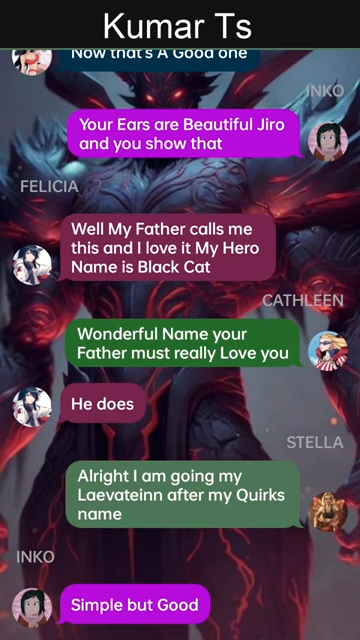 Kumar Ts
Now that's A Good one
INKO
Your Ears are Beautiful Jiro
and you show that
FELICIA
Well My Father calls me
this and I love it My Hero
Name is Black Cat
CATHLEEN
Wonderful Name your
Father must really Love you
He does
STELLA
Alright I am going my
Laevateinn after my Quirks
name
INKO
Simple but Good